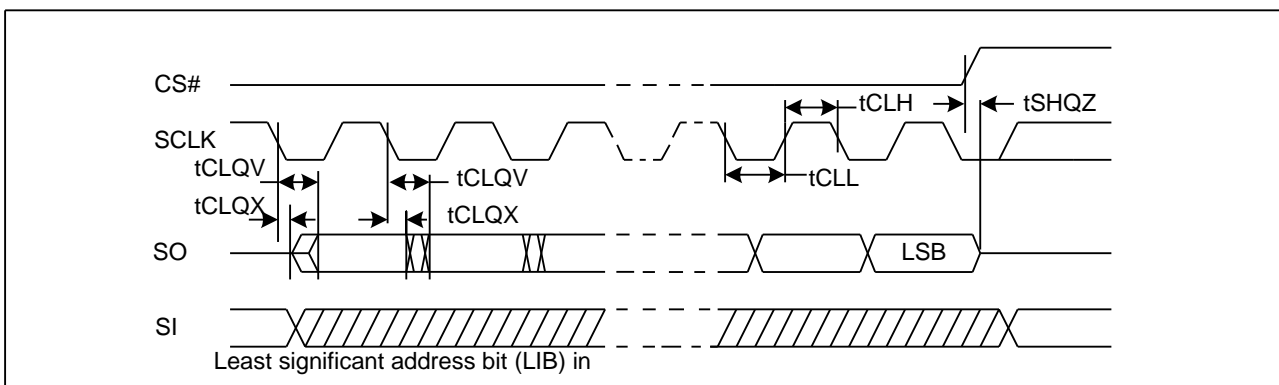 CS#
tCLH
tSHQZ
SCLK
tCLQV
tCLQV
tCLL
tCLQX
tCLQX
SO
LSB
SI
Least significant address bit (LIB) in